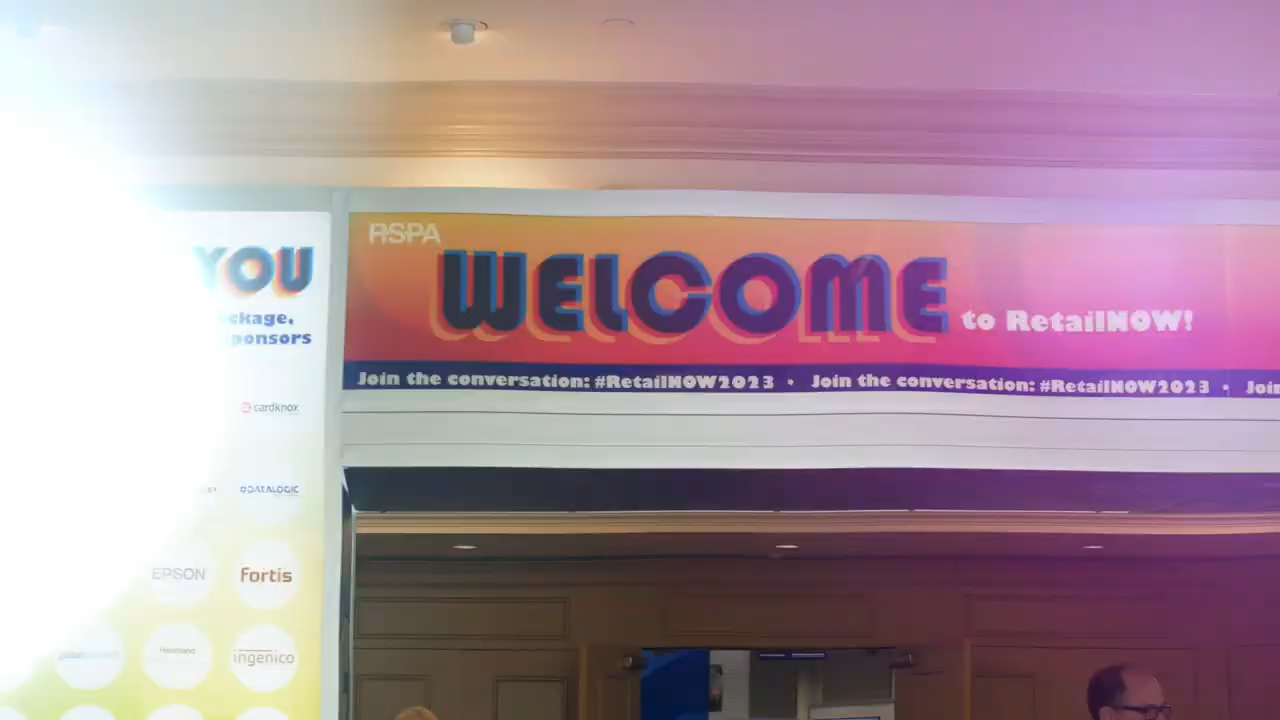 YOU
ponsors
cardknox
DATALOGIC
EPSON
fortis
ingenico
RSPA
WELCOME to RetailNOW!
Join the conversation: #RetailNOW2023 • Join the conversation: #RetailNOW2023 • Join